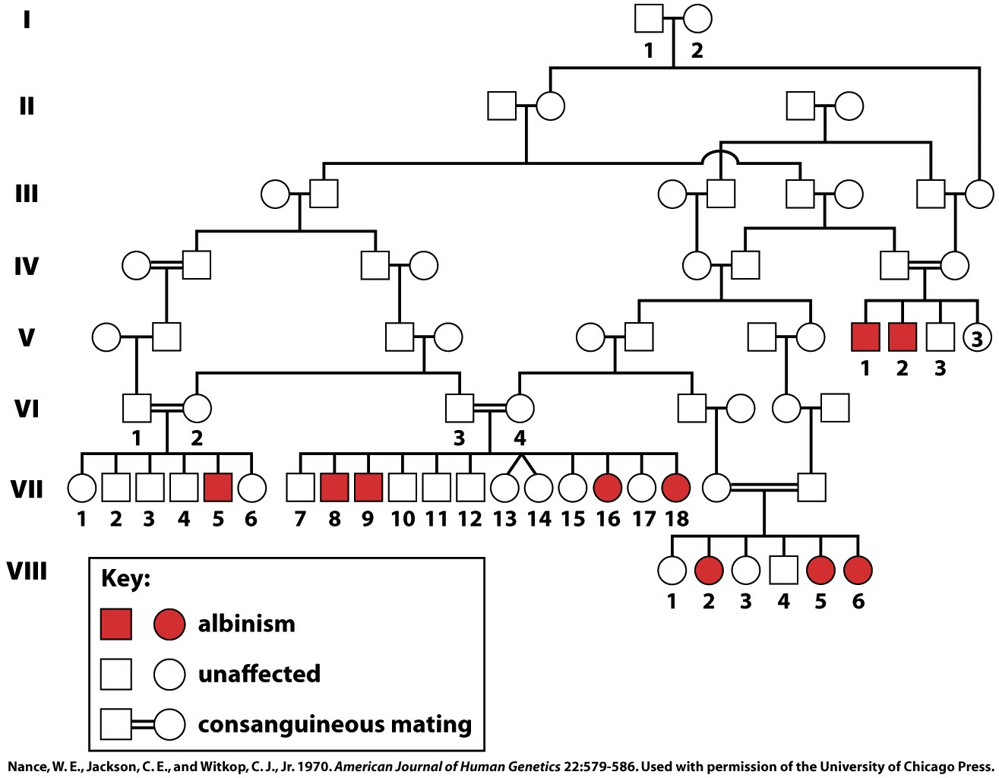 I
1 2
II
III
IV
V
3
1 2 3
VI
1 2 3 4
VII
1 2 3 4 5 6 7 8 9 10 11 12 13 14 15 16 17 18
VIII
1 2 3 4 5 6
Key:
albinism
unaffected
consanguineous mating
Nance, W. E., Jackson, C. E., and Witkop, C. J., Jr. 1970. American Journal of Human Genetics 22:579-586. Used with permission of the University of Chicago Press.